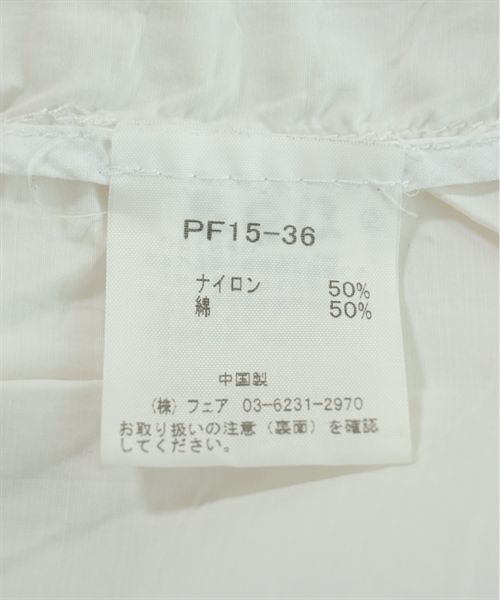 PF15-36
ナイロン 50%
綿 50%
中国製
(株) フェア 03-6231-2970
お取り扱いの注意(裏面)を確認
してください。